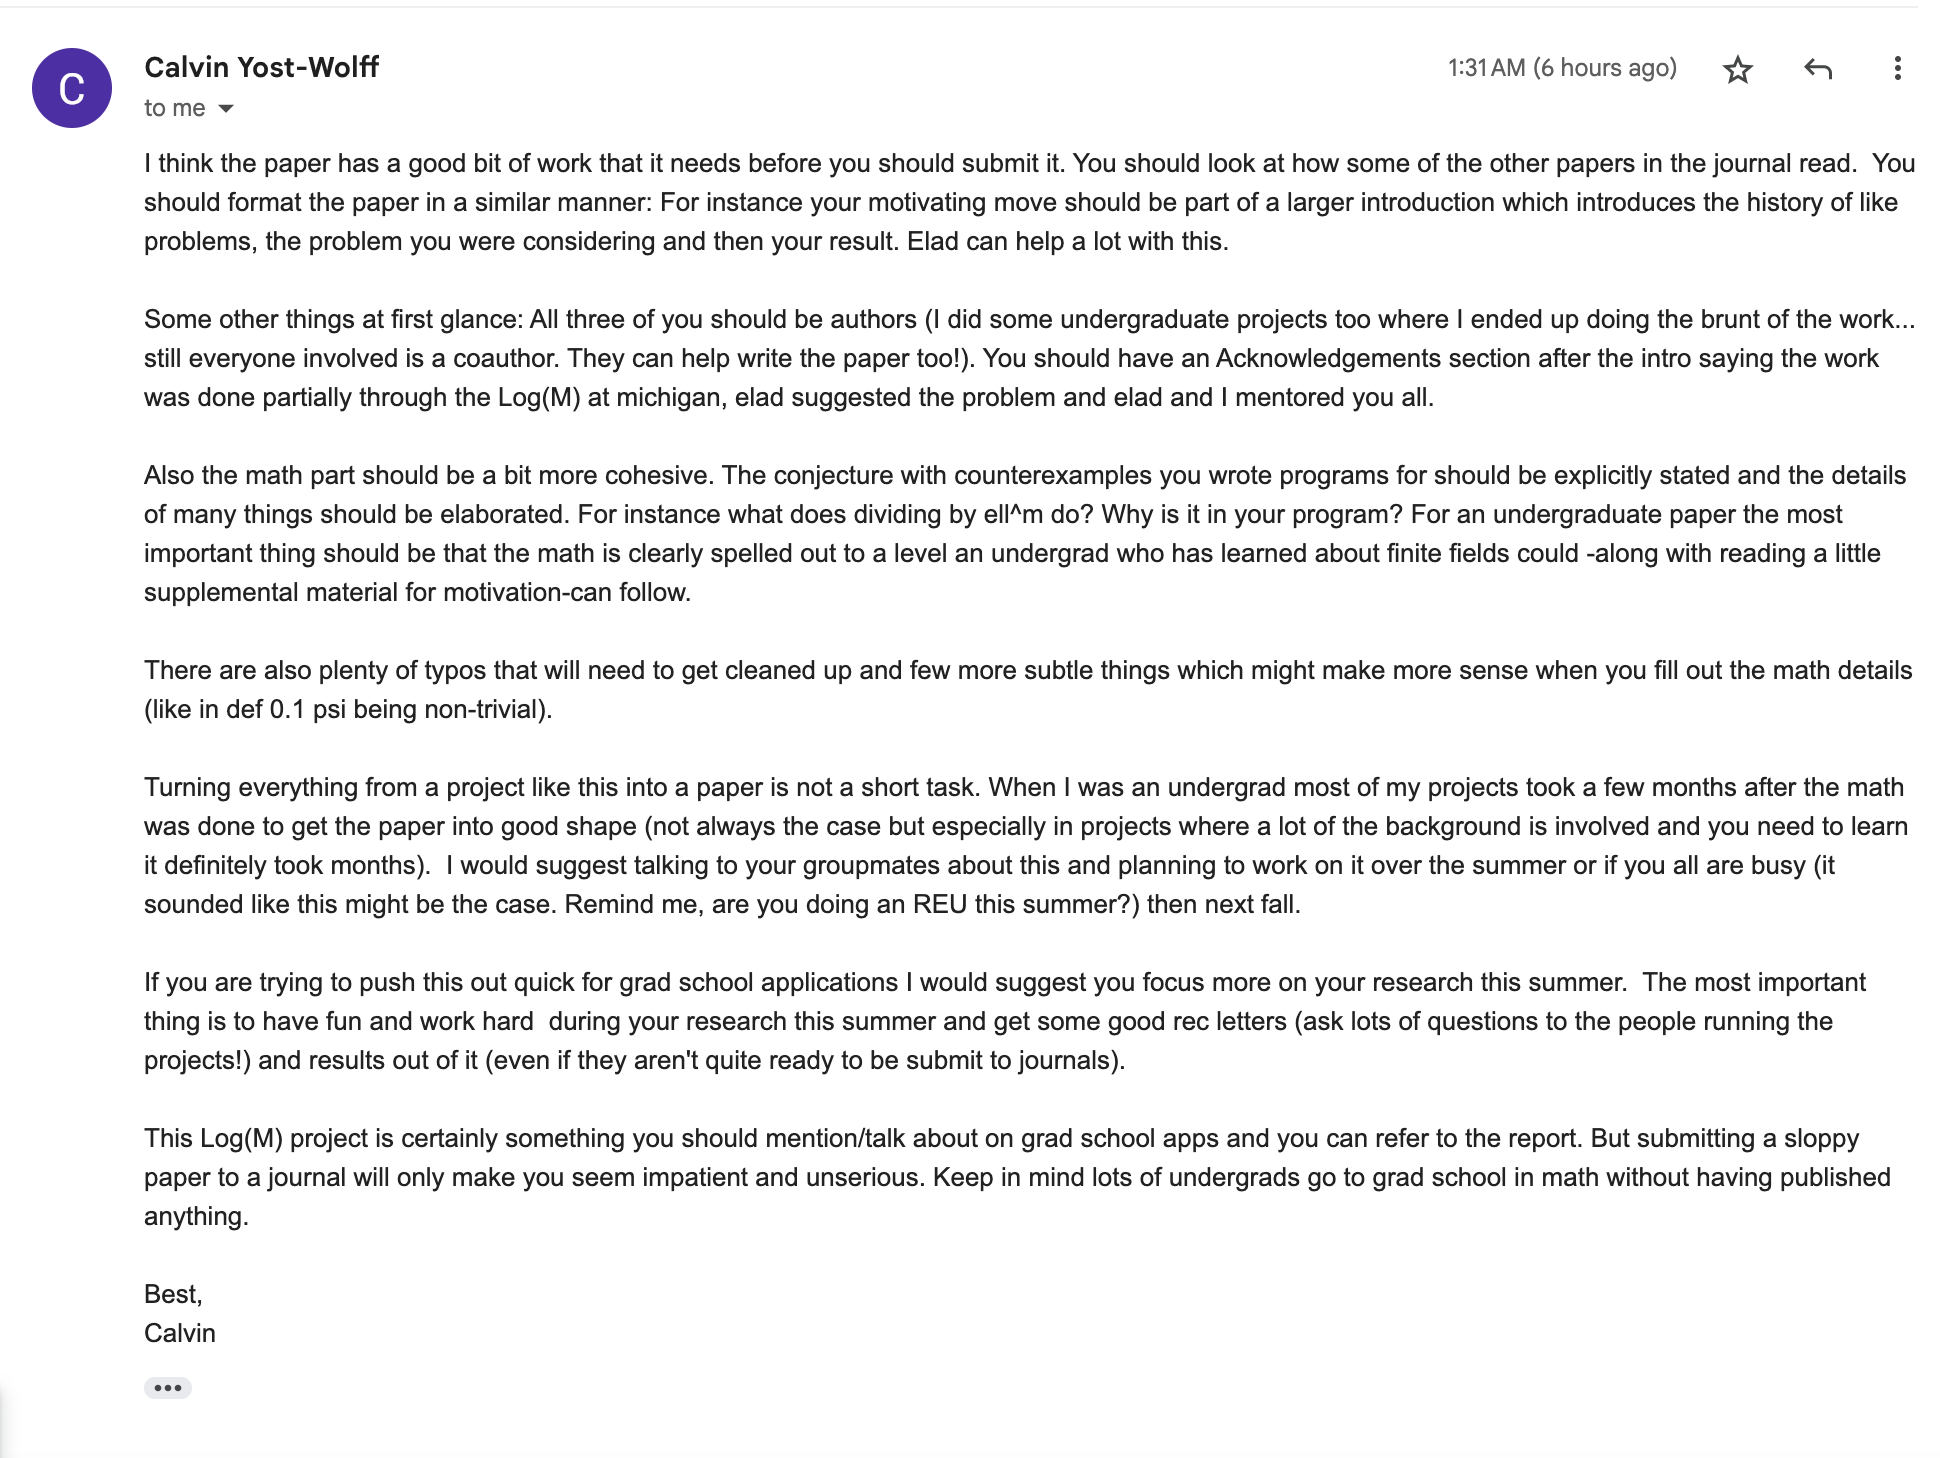 Calvin Yost-Wolff
1:31 AM (6 hours ago)
to me
I think the paper has a good bit of work that it needs before you should submit it. You should look at how some of the other papers in the journal read.  You
should format the paper in a similar manner: For instance your motivating move should be part of a larger introduction which introduces the history of like
problems, the problem you were considering and then your result. Elad can help a lot with this.
Some other things at first glance: All three of you should be authors (I did some undergraduate projects too where I ended up doing the brunt of the work...
still everyone involved is a coauthor. They can help write the paper too!). You should have an Acknowledgements section after the intro saying the work
was done partially through the Log(M) at michigan, elad suggested the problem and elad and I mentored you all.
Also the math part should be a bit more cohesive. The conjecture with counterexamples you wrote programs for should be explicitly stated and the details
of many things should be elaborated. For instance what does dividing by ell^m do? Why is it in your program? For an undergraduate paper the most
important thing should be that the math is clearly spelled out to a level an undergrad who has learned about finite fields could -along with reading a little
supplemental material for motivation-can follow.
There are also plenty of typos that will need to get cleaned up and few more subtle things which might make more sense when you fill out the math details
(like in def 0.1 psi being non-trivial).
Turning everything from a project like this into a paper is not a short task. When I was an undergrad most of my projects took a few months after the math
was done to get the paper into good shape (not always the case but especially in projects where a lot of the background is involved and you need to learn
it definitely took months).  I would suggest talking to your groupmates about this and planning to work on it over the summer or if you all are busy (it
sounded like this might be the case. Remind me, are you doing an REU this summer?) then next fall.
If you are trying to push this out quick for grad school applications I would suggest you focus more on your research this summer.  The most important
thing is to have fun and work hard  during your research this summer and get some good rec letters (ask lots of questions to the people running the
projects!) and results out of it (even if they aren't quite ready to be submit to journals).
This Log(M) project is certainly something you should mention/talk about on grad school apps and you can refer to the report. But submitting a sloppy
paper to a journal will only make you seem impatient and unserious. Keep in mind lots of undergrads go to grad school in math without having published
anything.
Best,
Calvin
C